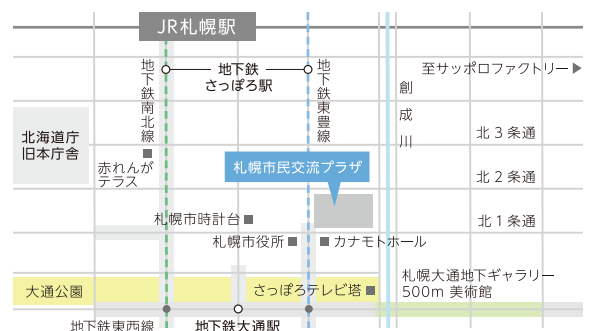 JR札幌駅
地下鉄南北線
地下鉄
さっぽろ駅
地下鉄東豊線
至サッポロファクトリー
創成川
北海道庁
旧本庁舎
赤れんが
テラス
札幌市民交流プラザ
北3条通
北2条通
北1条通
札幌市時計台
札幌市役所
カナモトホール
大通公園
さっぽろテレビ塔
札幌大通地下ギャラリー
500m 美術館
地下鉄東西線
地下鉄大通駅